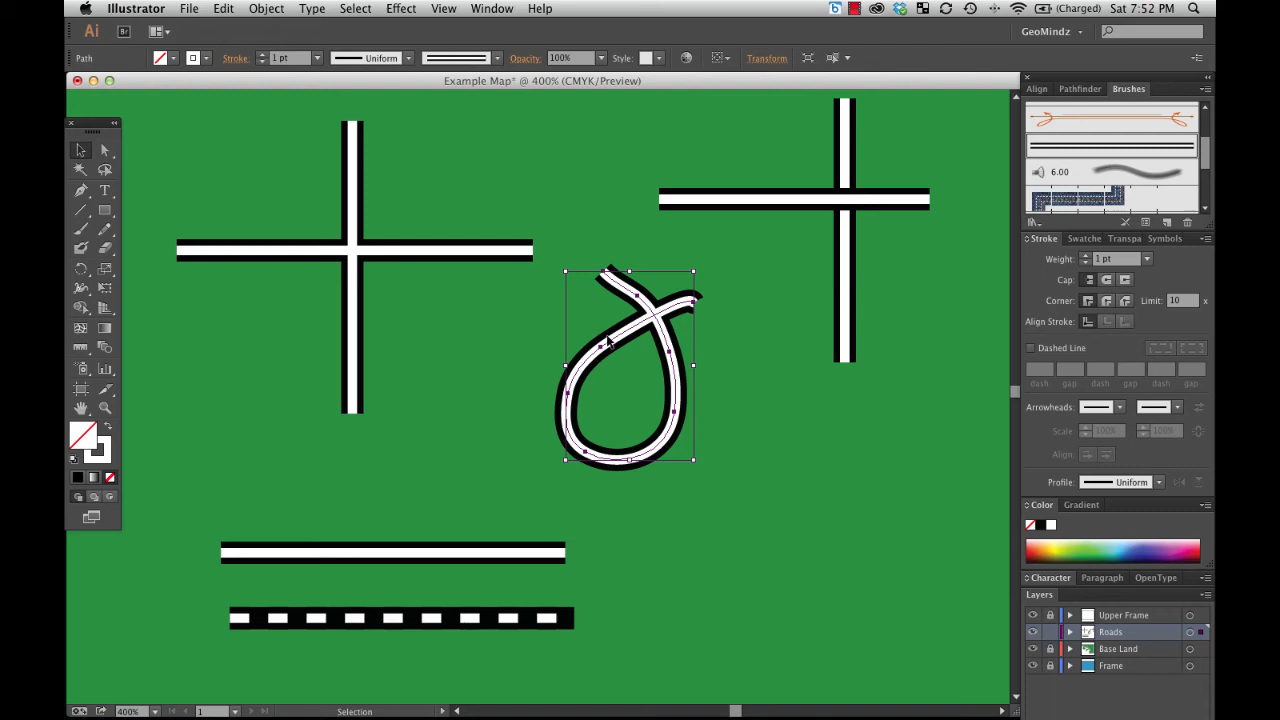 Illustrator File Edit Object Type Select Effect View Window Help (Charged) Sat 7:52 PM
Ai Br GeoMindz
Path Stroke: 1 pt Uniform Opacity: 100% Style: Transform
Example Map* @ 400% (CMYK/Preview)
Align Pathfinder Brushes
6.00
Stroke Swatche Transpa Symbols
Weight: 1 pt
Cap:
Corner: Limit: 10 x
Align Stroke:
Dashed Line
dash gap dash gap dash gap
Arrowheads:
Scale: 100% 100%
Align:
Profile: Uniform
Color Gradient
Character Paragraph OpenType
Layers
Upper Frame
Roads
Base Land
Frame
400% 1 Selection